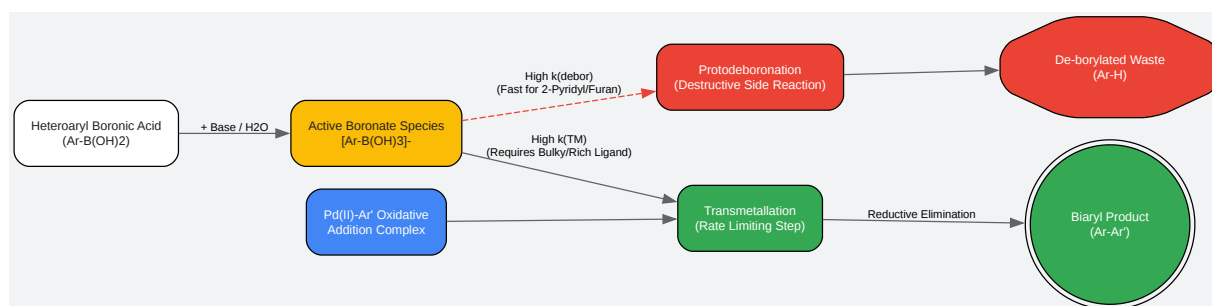 Heteroaryl Boronic Acid
(Ar-B(OH)2)
+ Base / H2O
Active Boronate Species
[Ar-B(OH)3]-
High k(debor)
(Fast for 2-Pyridyl/Furan)
Protodeboronation
(Destructive Side Reaction)
De-borylated Waste
(Ar-H)
High k(TM)
(Requires Bulky/Rich Ligand)
Pd(II)-Ar' Oxidative
Addition Complex
Transmetallation
(Rate Limiting Step)
Reductive Elimination
Biaryl Product
(Ar-Ar')